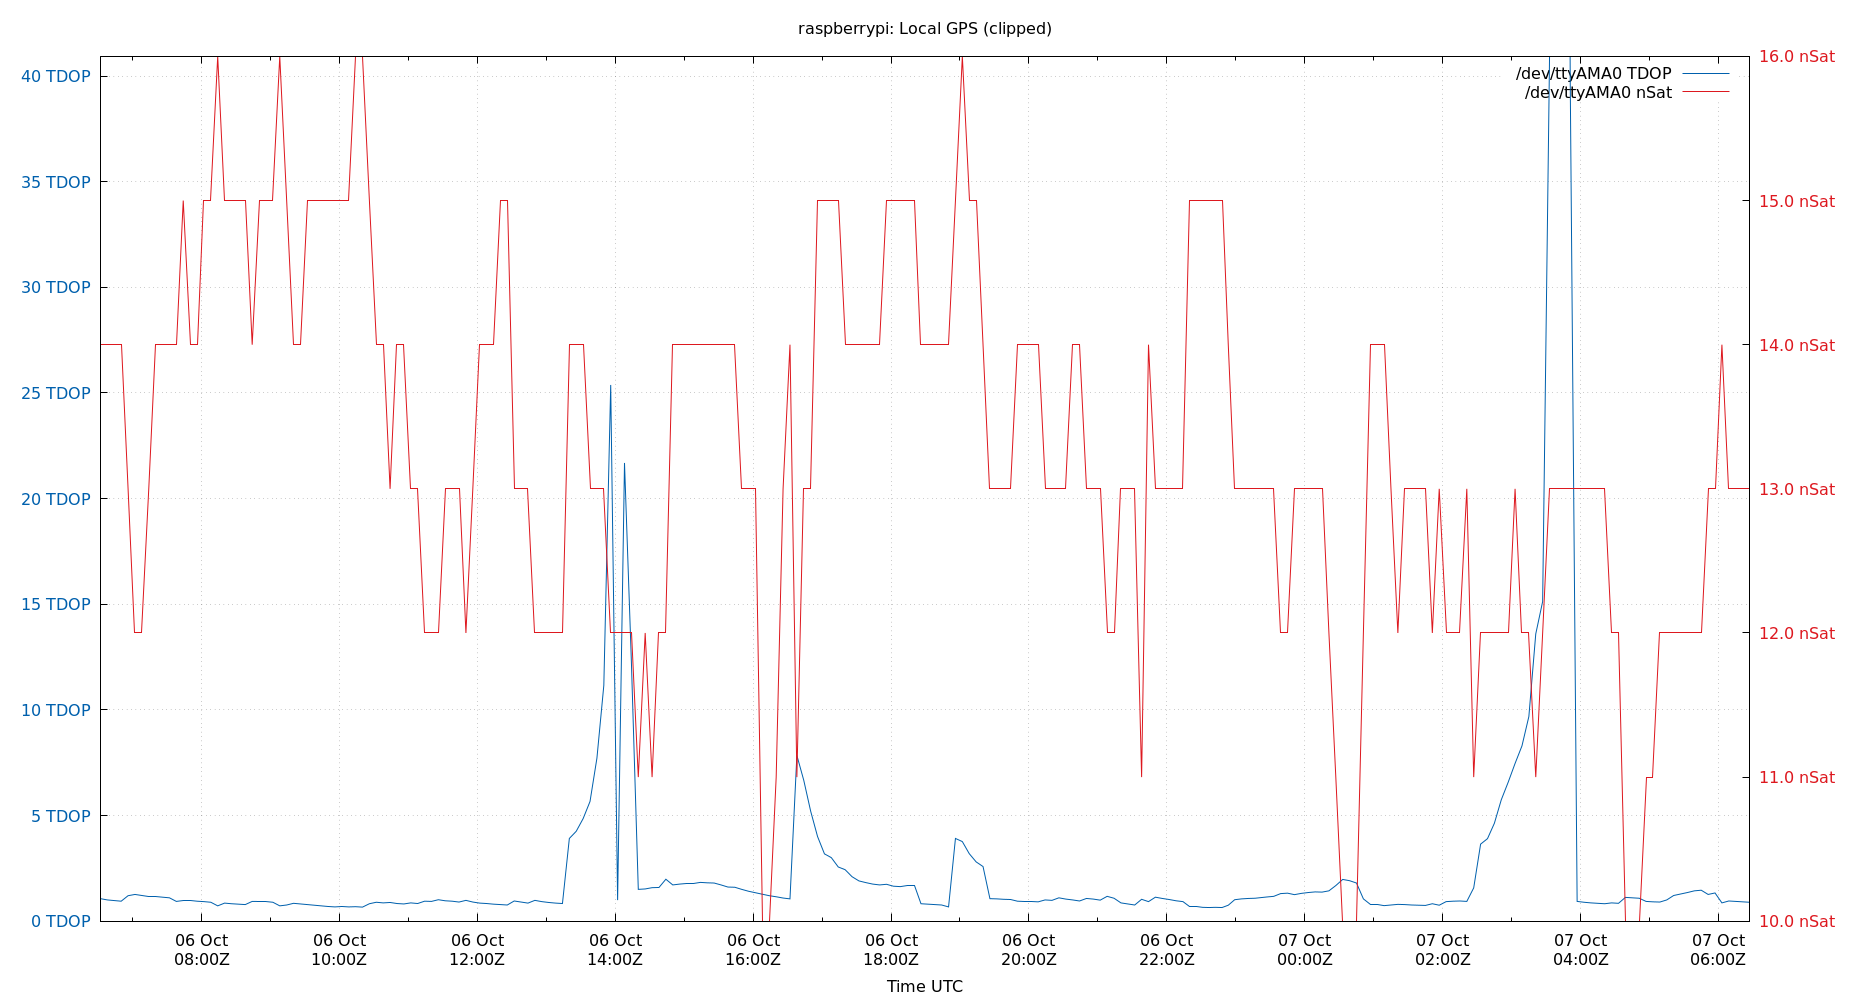 raspberrypi: Local GPS (clipped)
40 TDOP
35 TDOP
30 TDOP
25 TDOP
20 TDOP
15 TDOP
10 TDOP
5 TDOP
0 TDOP
/dev/ttyAMA0 TDOP
/dev/ttyAMA0 nSat
16.0 nSat
15.0 nSat
14.0 nSat
13.0 nSat
12.0 nSat
11.0 nSat
10.0 nSat
06 Oct 06 Oct 06 Oct 06 Oct 06 Oct 06 Oct 06 Oct 06 Oct 07 Oct 07 Oct 07 Oct 07 Oct
08:00Z 10:00Z 12:00Z 14:00Z 16:00Z 18:00Z 20:00Z 22:00Z 00:00Z 02:00Z 04:00Z 06:00Z
Time UTC